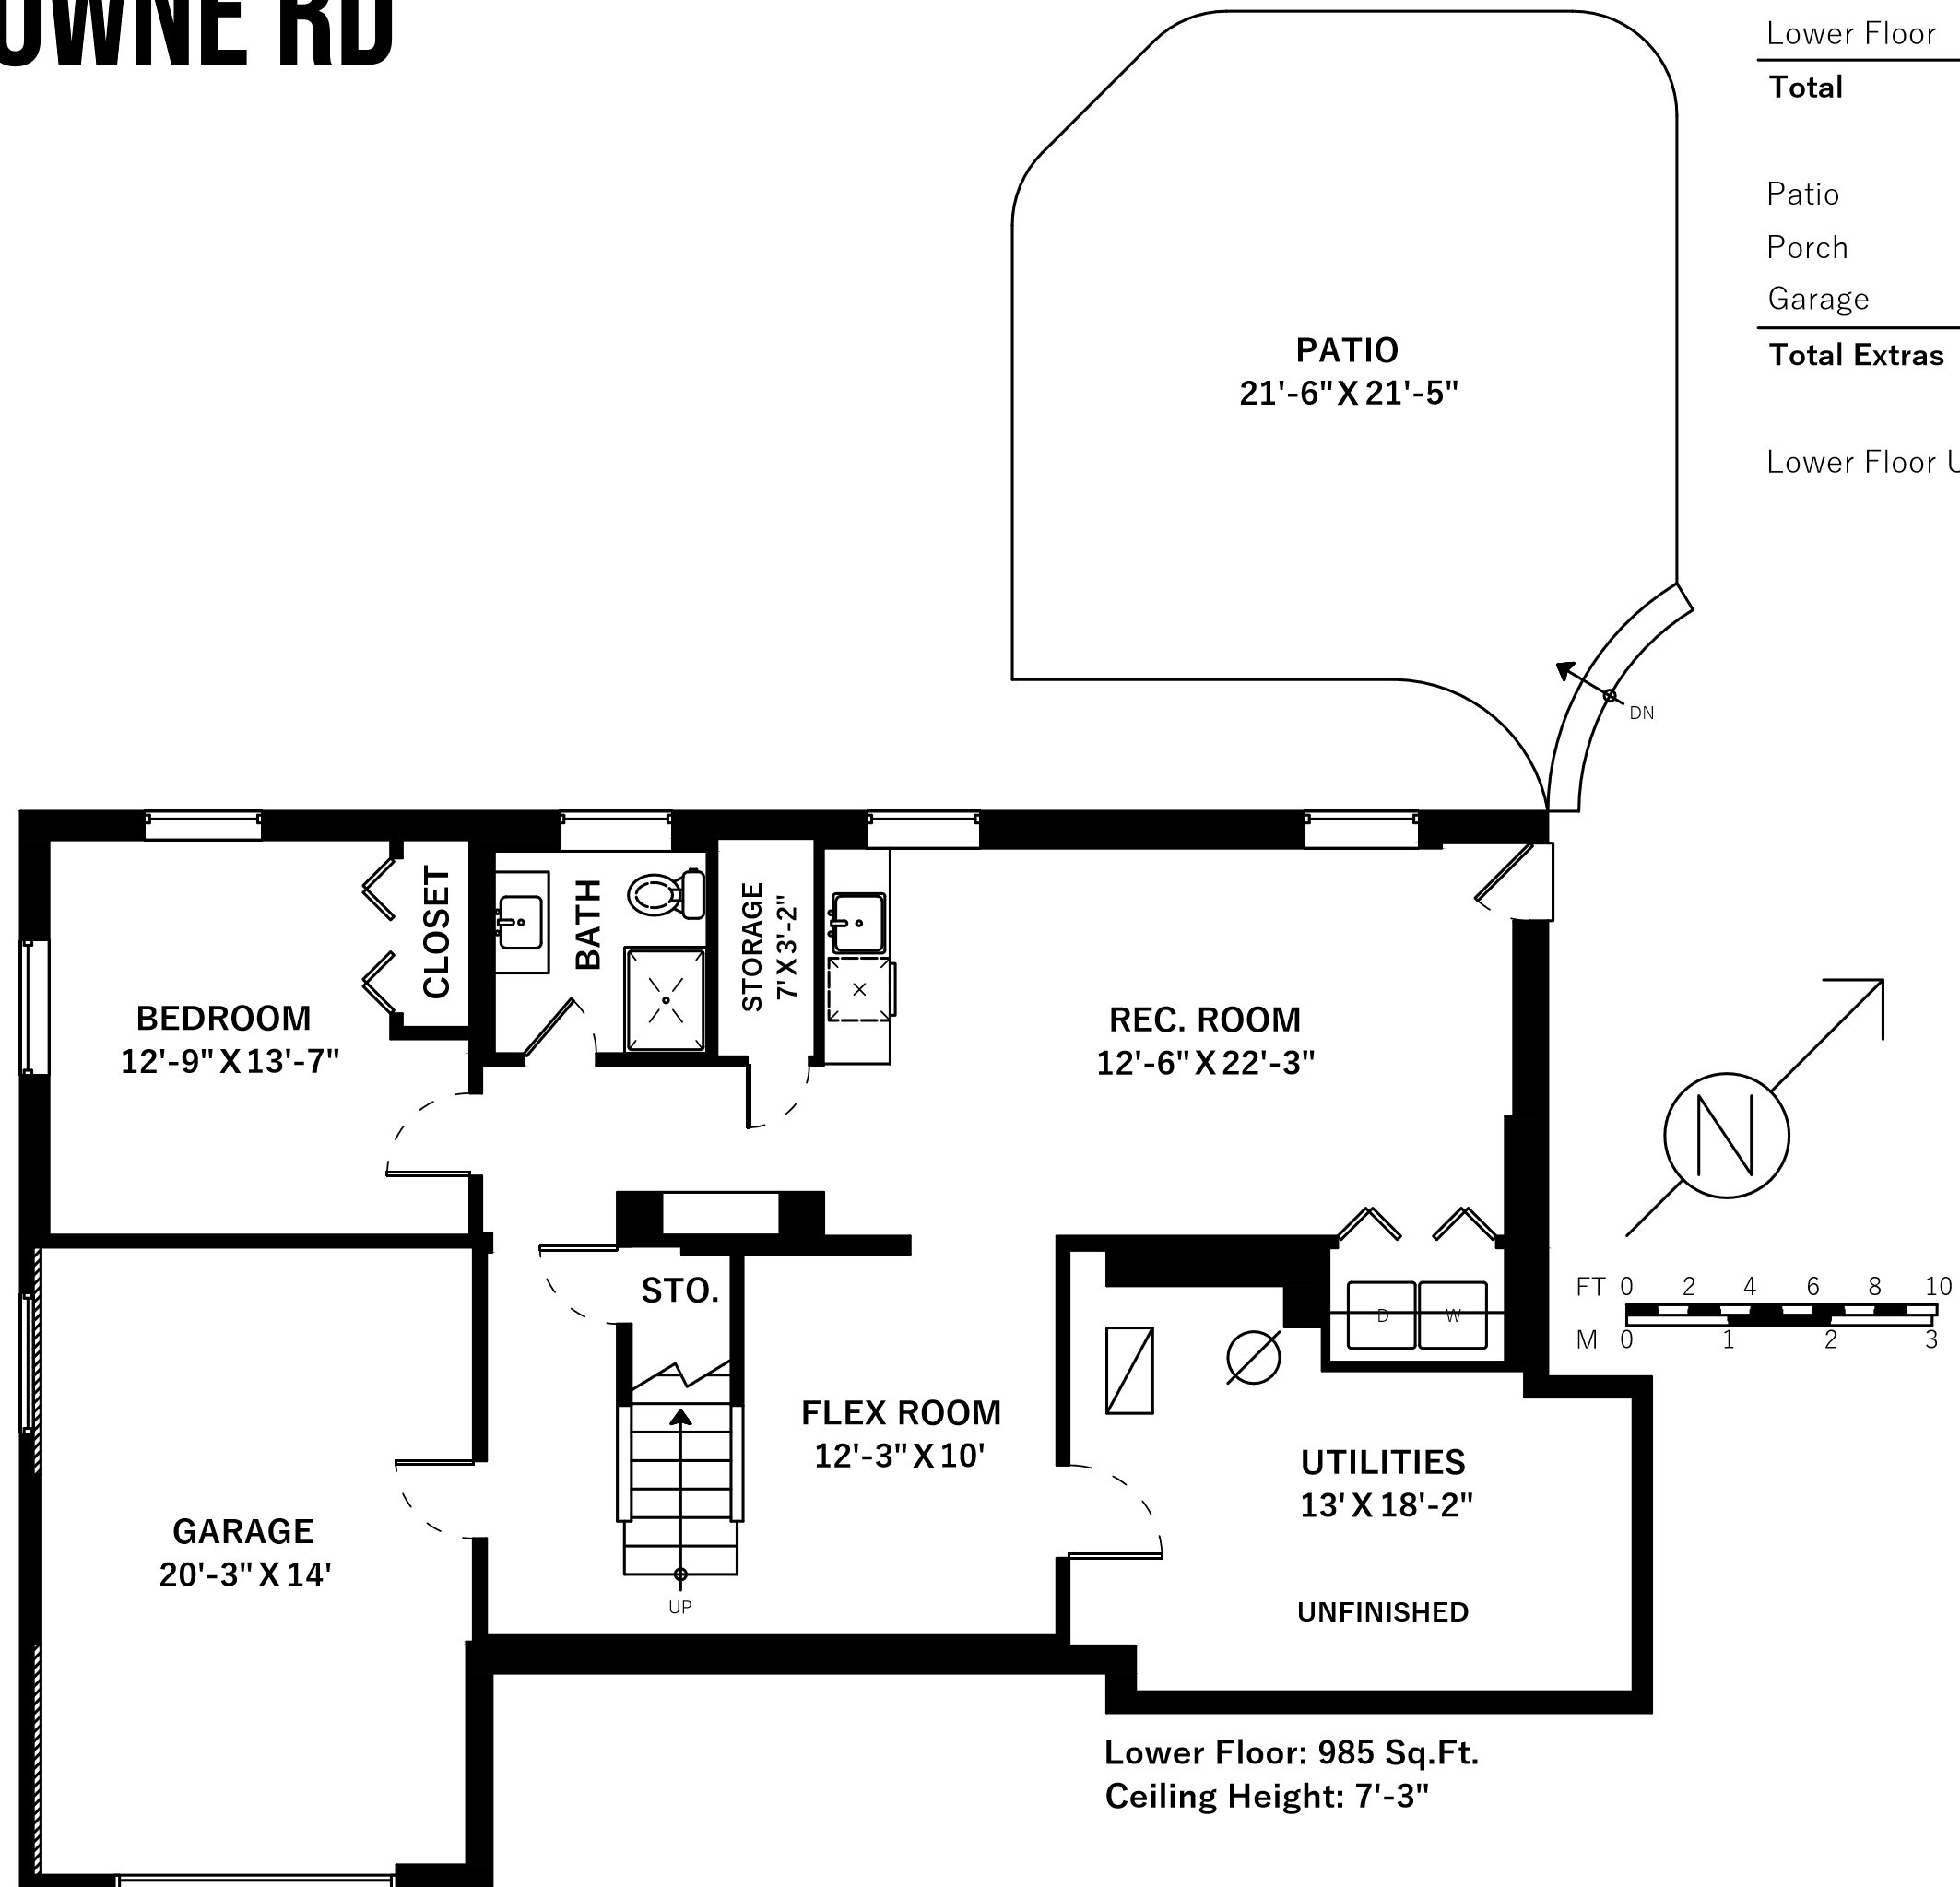 OWNE RD
Lower Floor
Total
Patio
Porch
Garage
Total Extras
Lower Floor U
PATIO
21'-6" X 21'-5"
DN
CLOSET
BATH
STORAGE
7' X 3'-2"
BEDROOM
12'-9" X 13'-7"
REC. ROOM
12'-6" X 22'-3"
N
STO.
D W
FT 0 2 4 6 8 10
M 0 1 2 3
FLEX ROOM
12'-3" X 10'
UTILITIES
13' X 18'-2"
GARAGE
20'-3" X 14'
UP
UNFINISHED
Lower Floor: 985 Sq.Ft.
Ceiling Height: 7'-3"